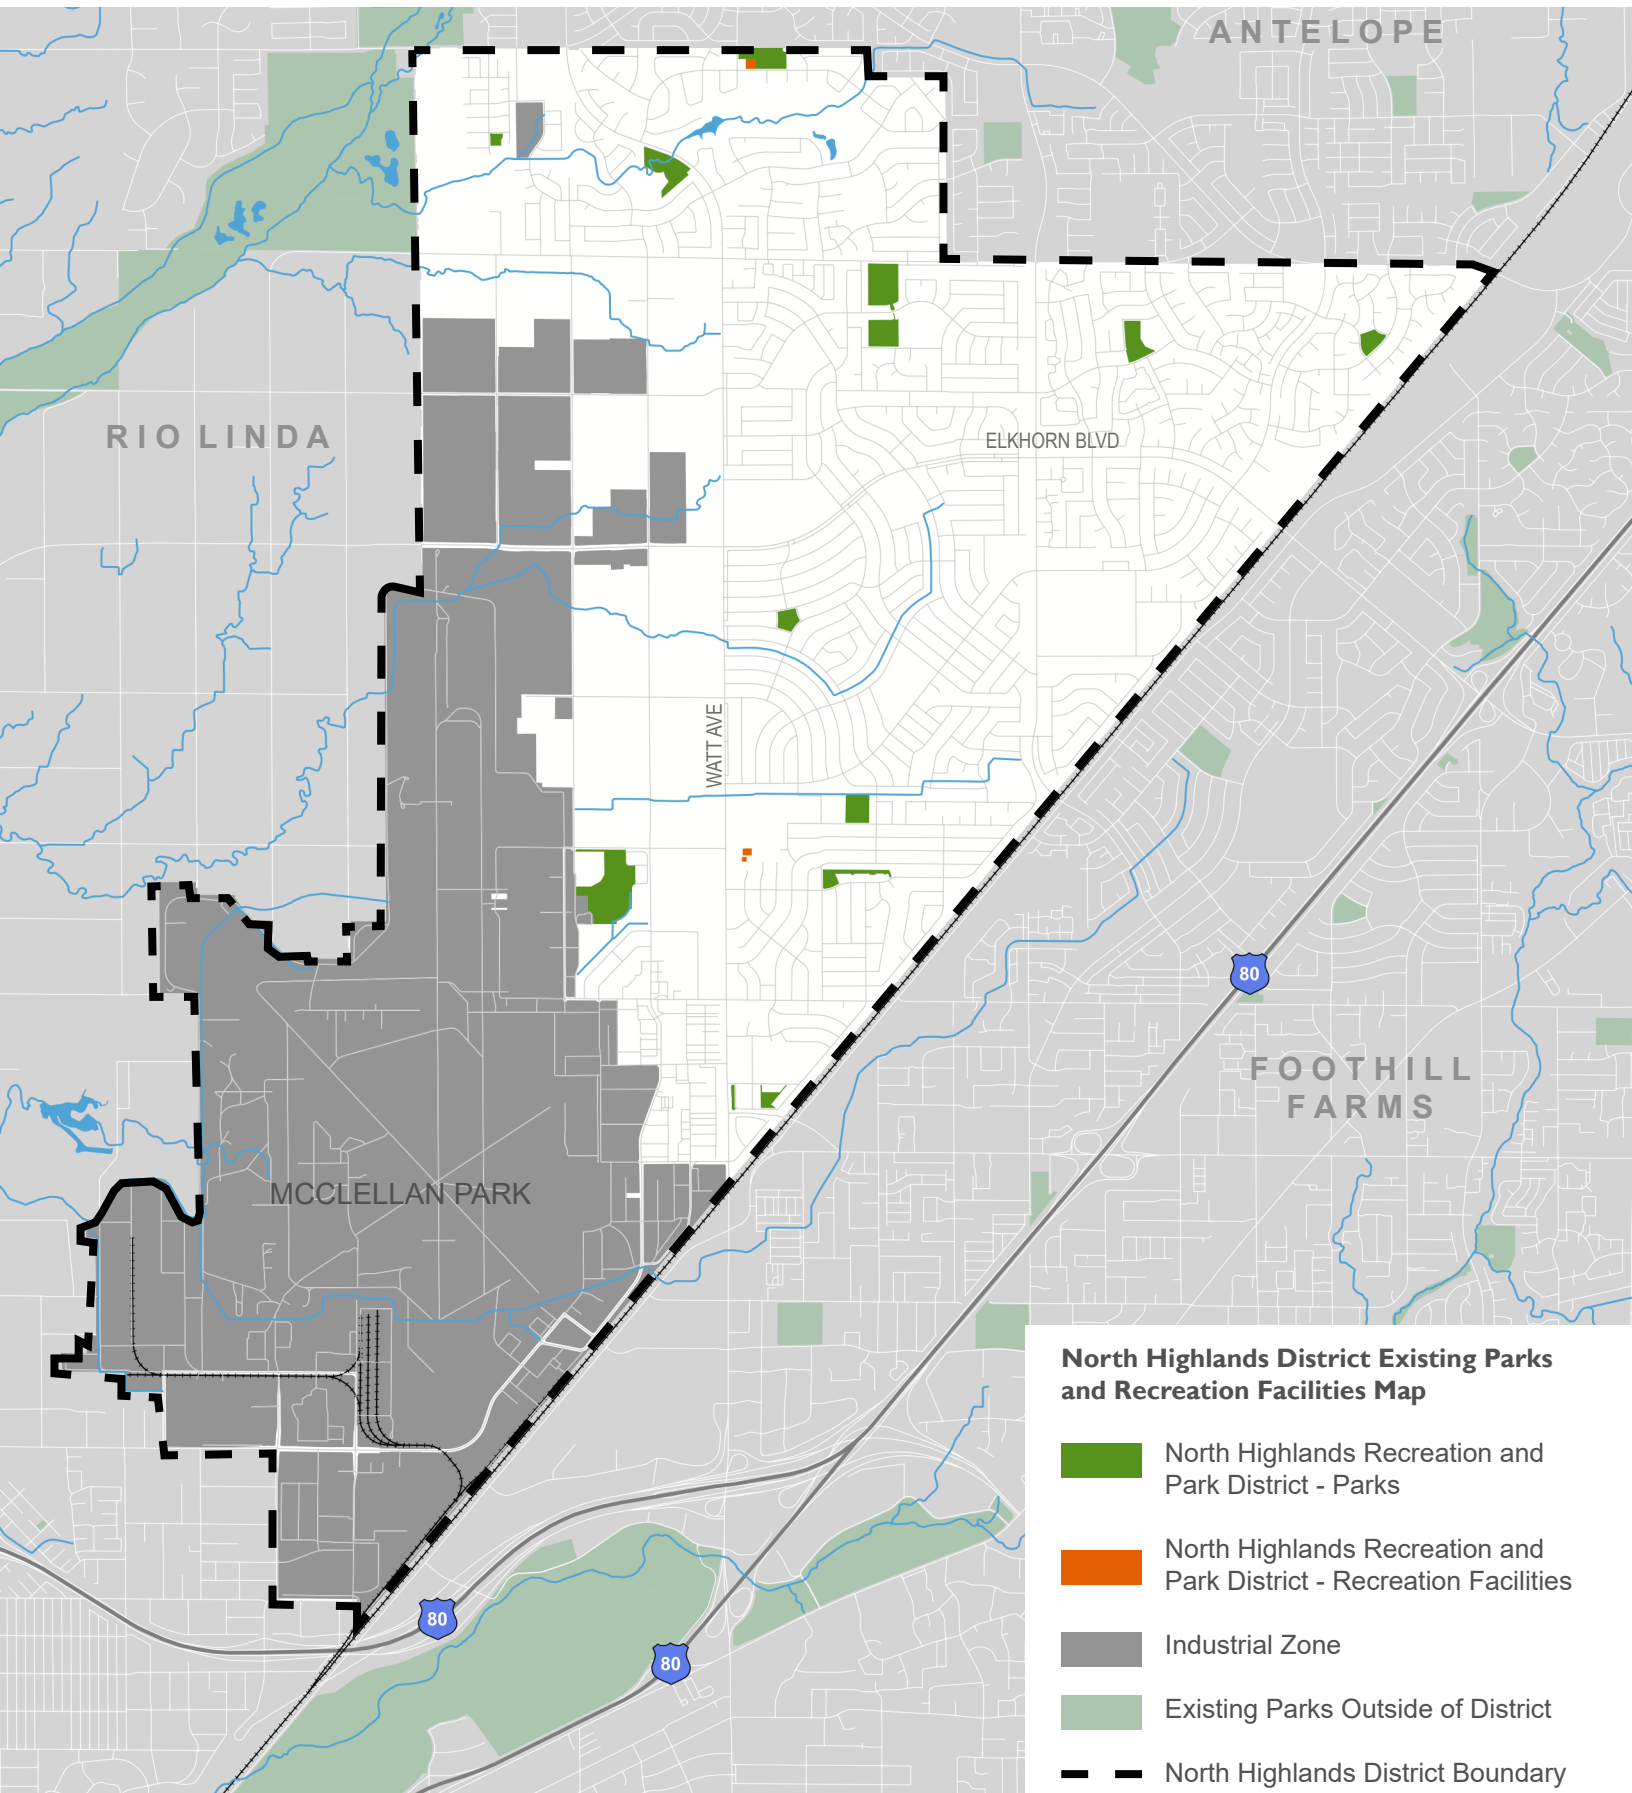 ANTELOPE
RIO LINDA
ELKHORN BLVD
WATT AVE
80
FOOTHILL
FARMS
MCCLELLAN PARK
80
80
North Highlands District Existing Parks
and Recreation Facilities Map
North Highlands Recreation and
Park District - Parks
North Highlands Recreation and
Park District - Recreation Facilities
Industrial Zone
Existing Parks Outside of District
North Highlands District Boundary